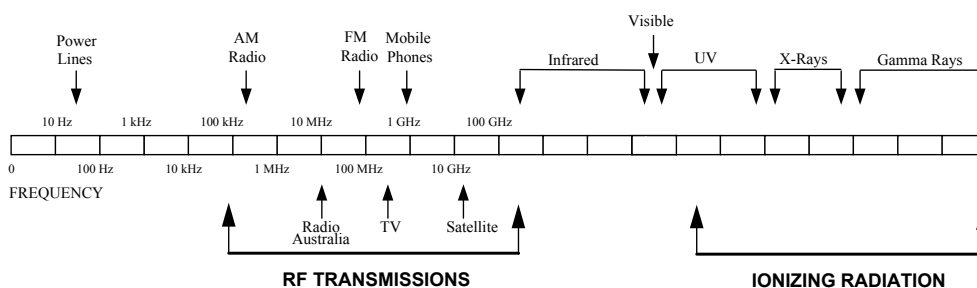 Visible
Power
Lines
AM
Radio
FM
Radio
Mobile
Phones
Infrared
UV
X-Rays
Gamma Rays
10 Hz
1 kHz
100 kHz
10 MHz
1 GHz
100 GHz
0
100 Hz
10 kHz
1 MHz
100 MHz
10 GHz
FREQUENCY
Radio
Australia
TV
Satellite
RF TRANSMISSIONS
IONIZING RADIATION